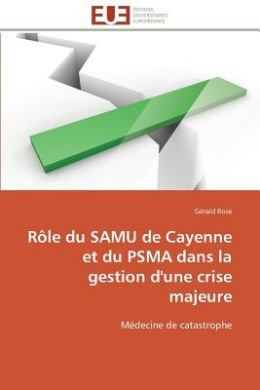 EUE
ÉDITIONS
UNIVERSITAIRES
EUROPÉENNES
Gérald Rose
Rôle du SAMU de Cayenne
et du PSMA dans la
gestion d'une crise
majeure
Médecine de catastrophe